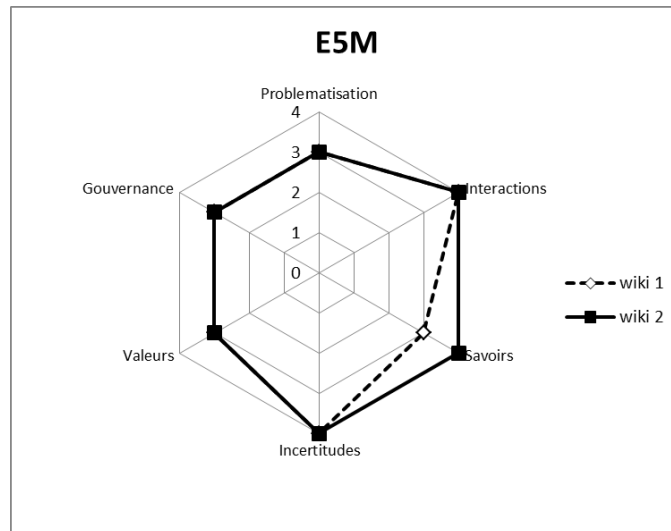 E5M
Problematisation
4
3
2
1
0
Gouvernance
Interactions
Valeurs
Savoirs
Incertitudes
wiki 1
wiki 2